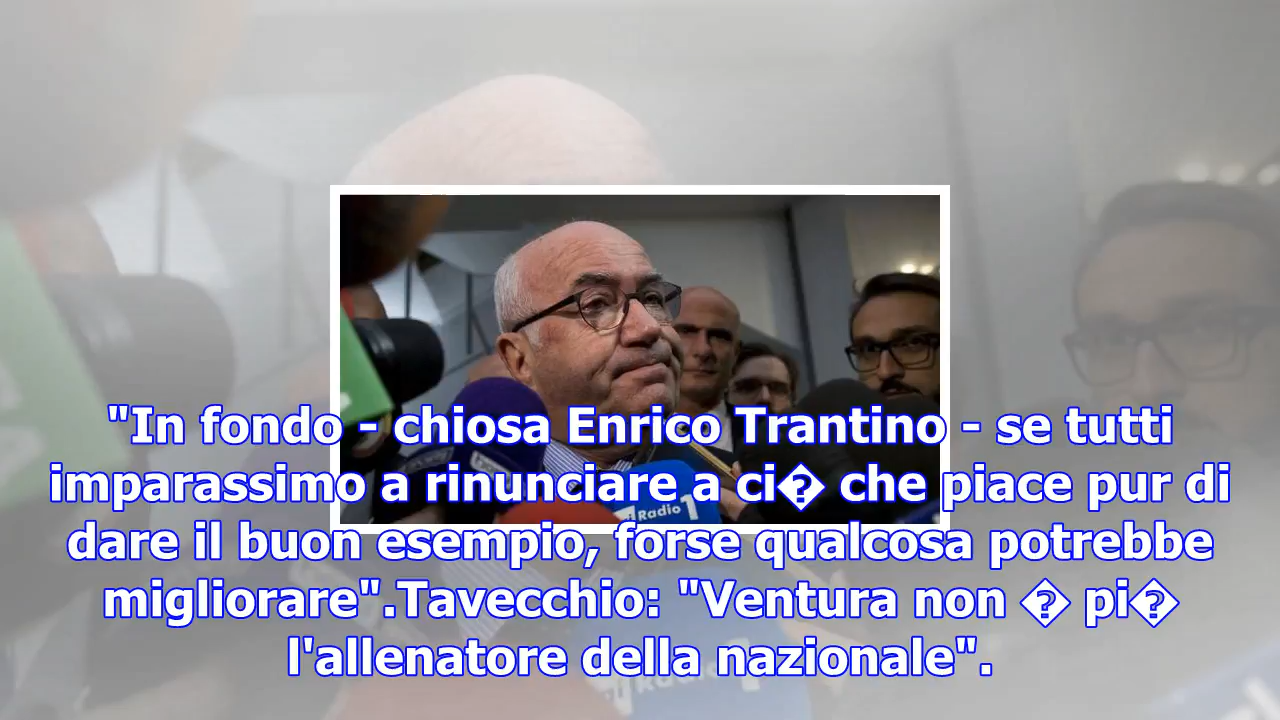 "In fondo - chiosa Enrico Trantino - se tutti
imparassimo a rinunciare a ci� che piace pur di
dare il buon esempio, forse qualcosa potrebbe
migliorare".Tavecchio: "Ventura non � pi�
l'allenatore della nazionale".
Radio 1